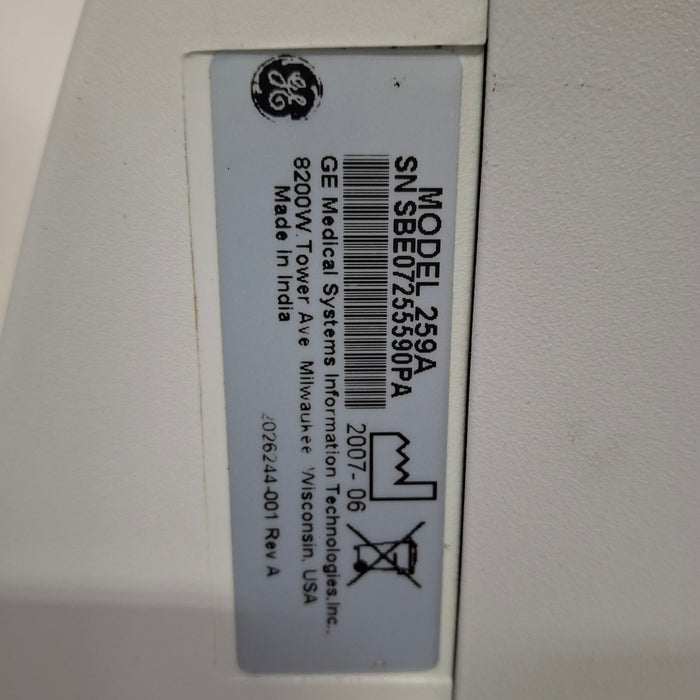 GE
MODEL 259A
SN SBE07255590PA
2007-06
GE Medical Systems Information Technologies,Inc.,
8200W.Tower Ave Milwaukee Wisconsin, USA
Made in India
2026244-001 Rev A